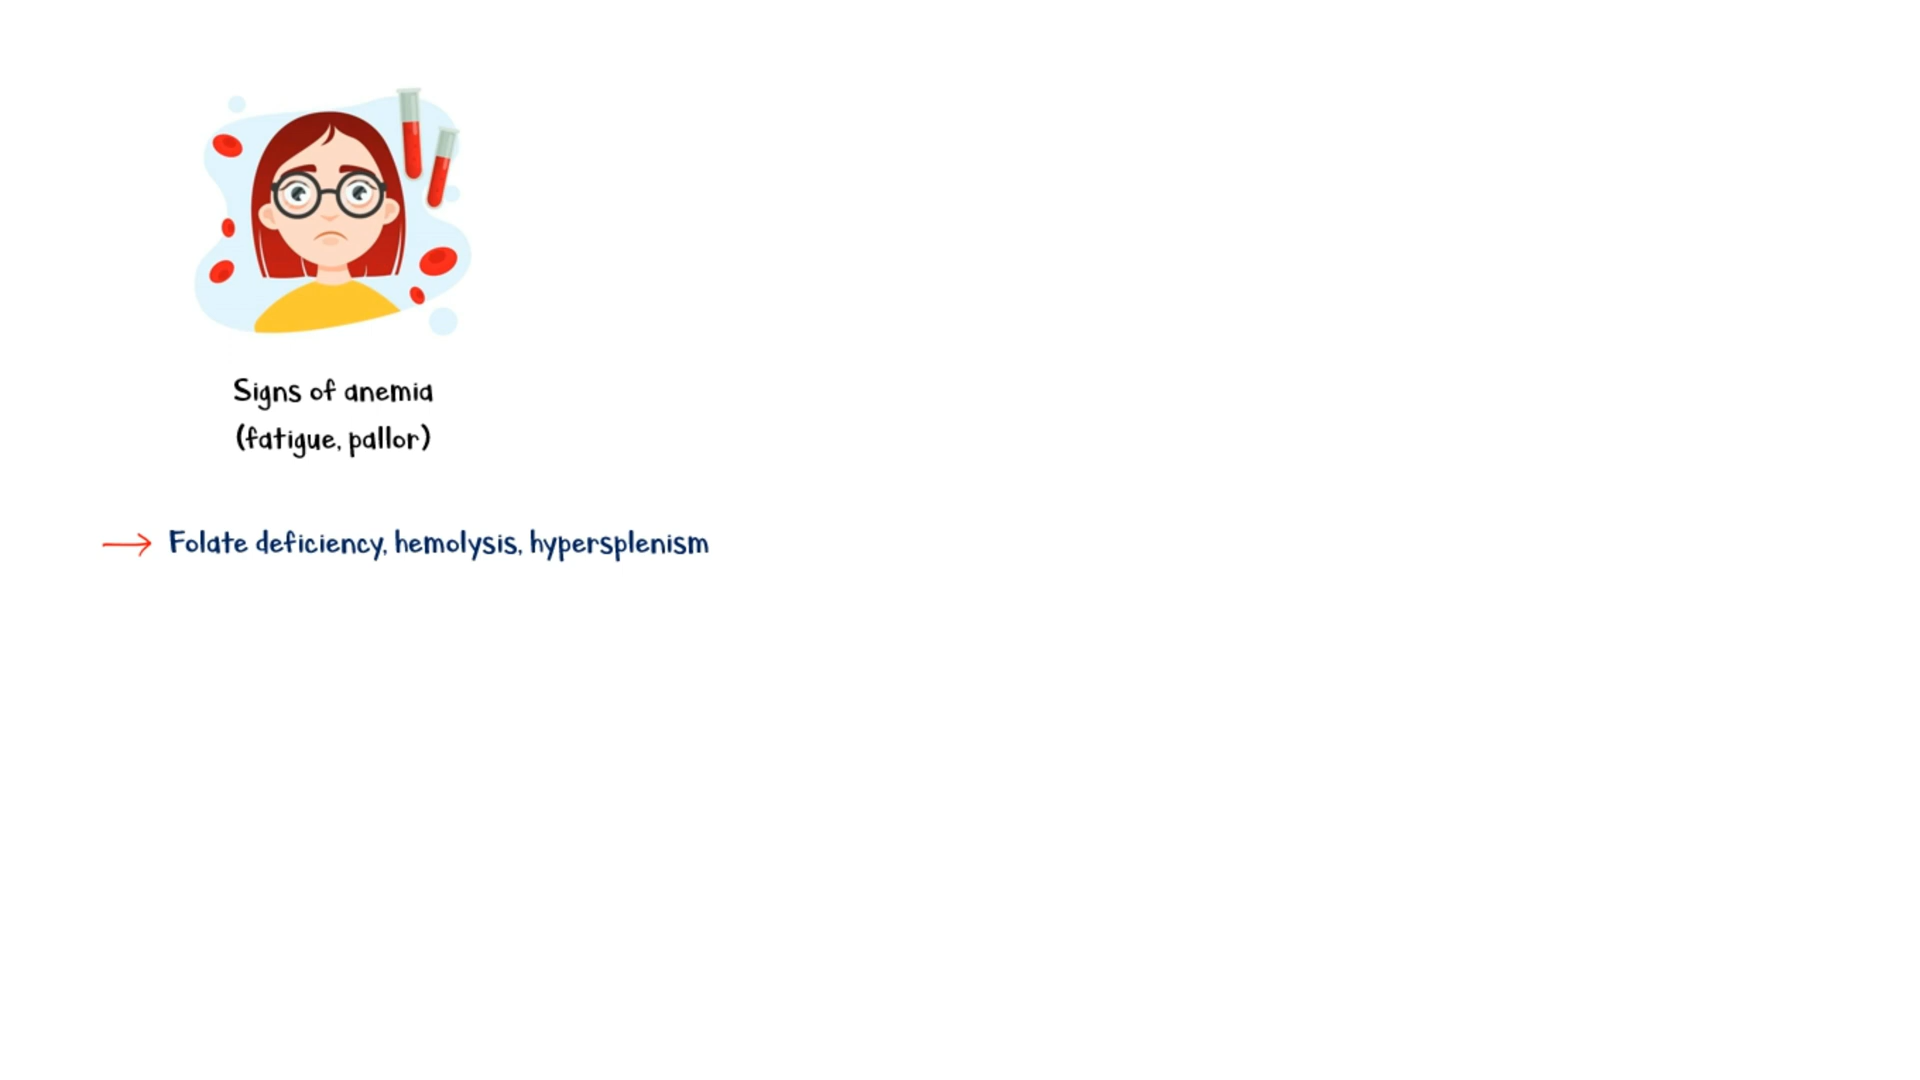 Signs of anemia
(fatigue, pallor)
Folate deficiency, hemolysis, hypersplenism